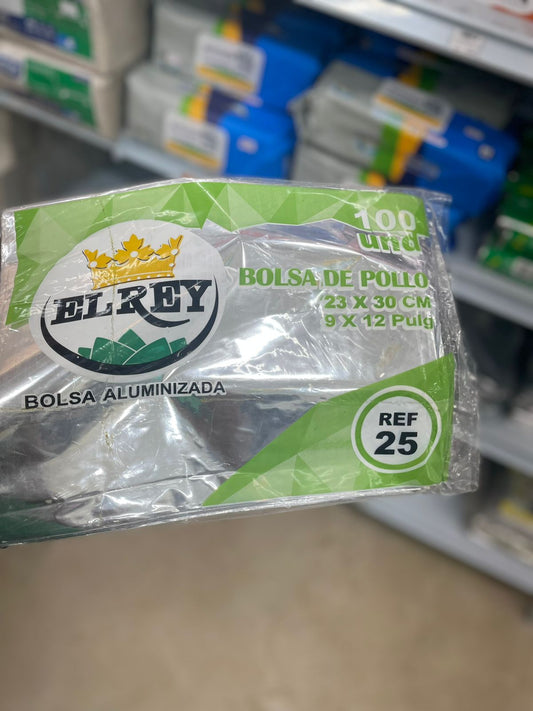 100
und
ELREY
BOLSA DE POLLO
23 X 30 CM
9 X 12 Pulg
BOLSA ALUMINIZADA
REF
25